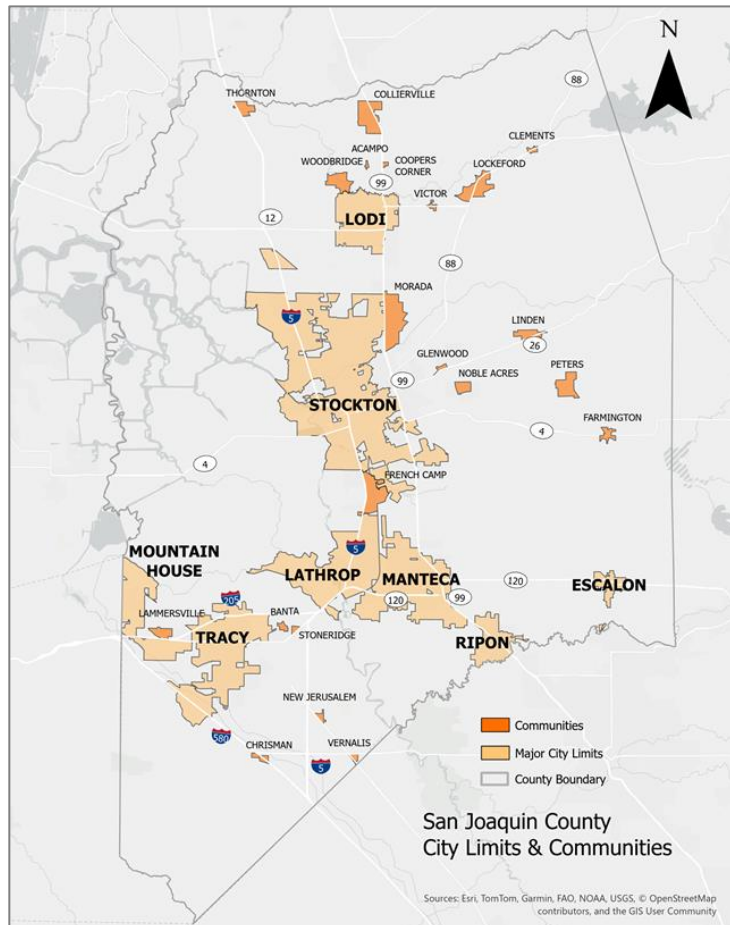 N
88
THORNTON
COLLIERVILLE
CLEMENTS
ACAMPO
WOODBRIDGE
COOPERS
CORNER
LOCKEFORD
99
VICTOR
12
LODI
88
MORADA
5
LINDEN
26
GLENWOOD
PETERS
NOBLE ACRES
99
STOCKTON
FARMINGTON
4
4
FRENCH CAMP
5
MOUNTAIN
HOUSE
LATHROP
MANTECA
120
ESCALON
205
120
99
LAMMERSVILLE
BANTA
TRACY
STONERIDGE
RIPON
NEW JERUSALEM
580
CHRISMAN
VERNALIS
5
Communities
Major City Limits
County Boundary
San Joaquin County
City Limits & Communities
Sources: Esri, TomTom, Garmin, FAO, NOAA, USGS, © OpenStreetMap
contributors, and the GIS User Community